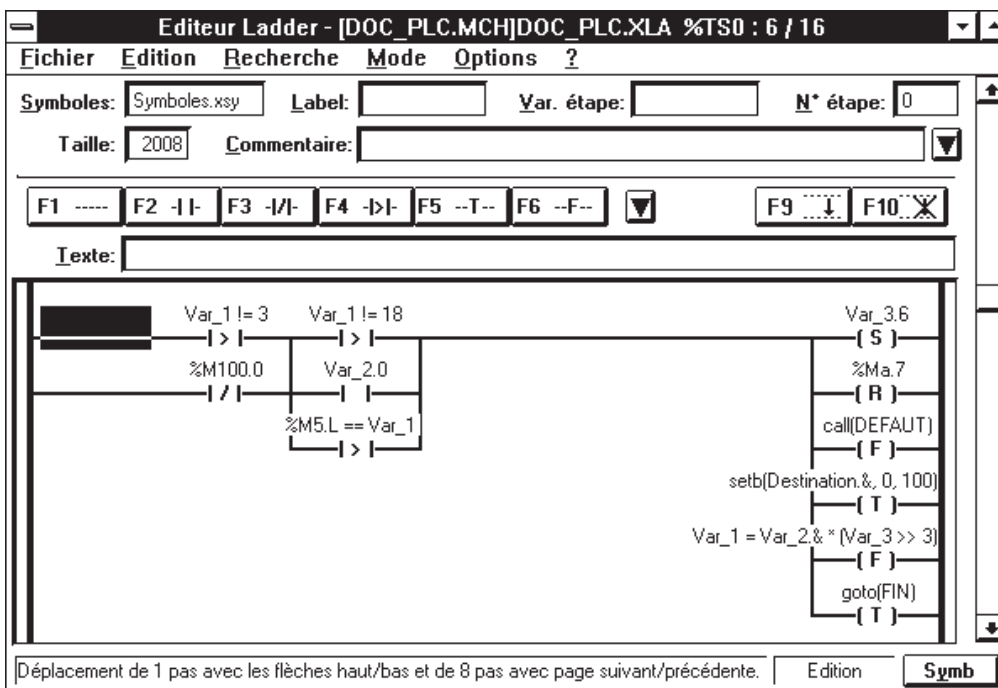 Editeur Ladder - [DOC_PLC.MCH]DOC_PLC.XLA %TS0 : 6 / 16
Fichier Edition Recherche Mode Options ?
Symboles: Symboles.xsy Label: Var. étape: N° étape: 0
Taille: 2008 Commentaire:
F1 ----- F2 -| |- F3 -|/|- F4 -|>|- F5 --T-- F6 --F-- F9 F10
Texte:
Var_1 != 3 Var_1 != 18 Var_3.6
| > | | > | ( S )
%M100.0 Var_2.0 %Ma.7
| / | | | ( R )
%M5.L == Var_1 call(DEFAUT)
| > | ( F )
setb(Destination.&, 0, 100)
( T )
Var_1 = Var_2.& * (Var_3 >> 3)
( F )
goto(FIN)
( T )
Déplacement de 1 pas avec les flèches haut/bas et de 8 pas avec page suivant/précédente. Edition Symb